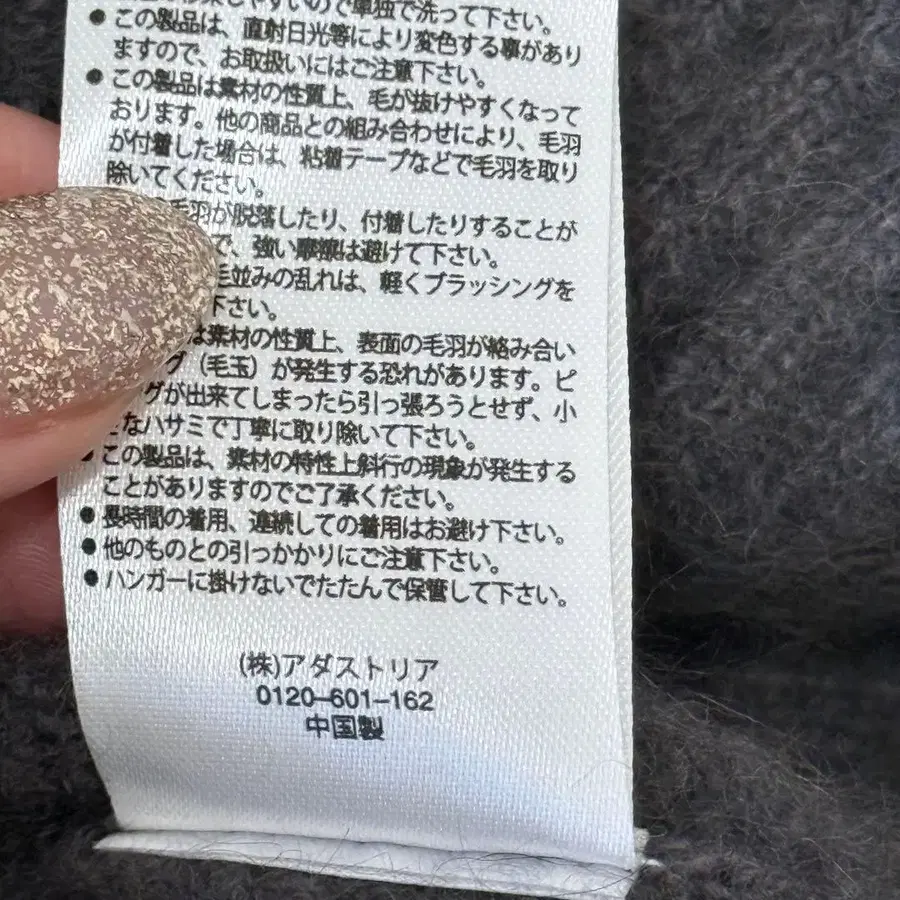 しやすいので単独で洗って下さい。
● この製品は、直射日光等により変色する事があり
ますので、お取扱いにはご注意下さい。
● この製品は素材の性質上、毛が抜けやすくなって
おります。他の商品との組み合わせにより、毛羽
が付着した場合は、粘着テープなどで毛羽を取り
除いてください。
毛羽が脱落したり、付着したりすることが
で、強い摩擦は避けて下さい。
毛並みの乱れは、軽くブラッシングを
下さい。
は素材の性質上、表面の毛羽が絡み合い
グ（毛玉）が発生する恐れがあります。ピ
グが出来てしまったら引っ張ろうとせず、小
なハサミで丁寧に取り除いて下さい。
● この製品は、素材の特性上斜行の現象が発生する
ことがありますのでご了承ください。
● 長時間の着用、連続しての着用はお避け下さい。
● 他のものとの引っかかりにご注意下さい。
● ハンガーに掛けないでたたんで保管して下さい。
(株)アダストリア
0120-601-162
中国製